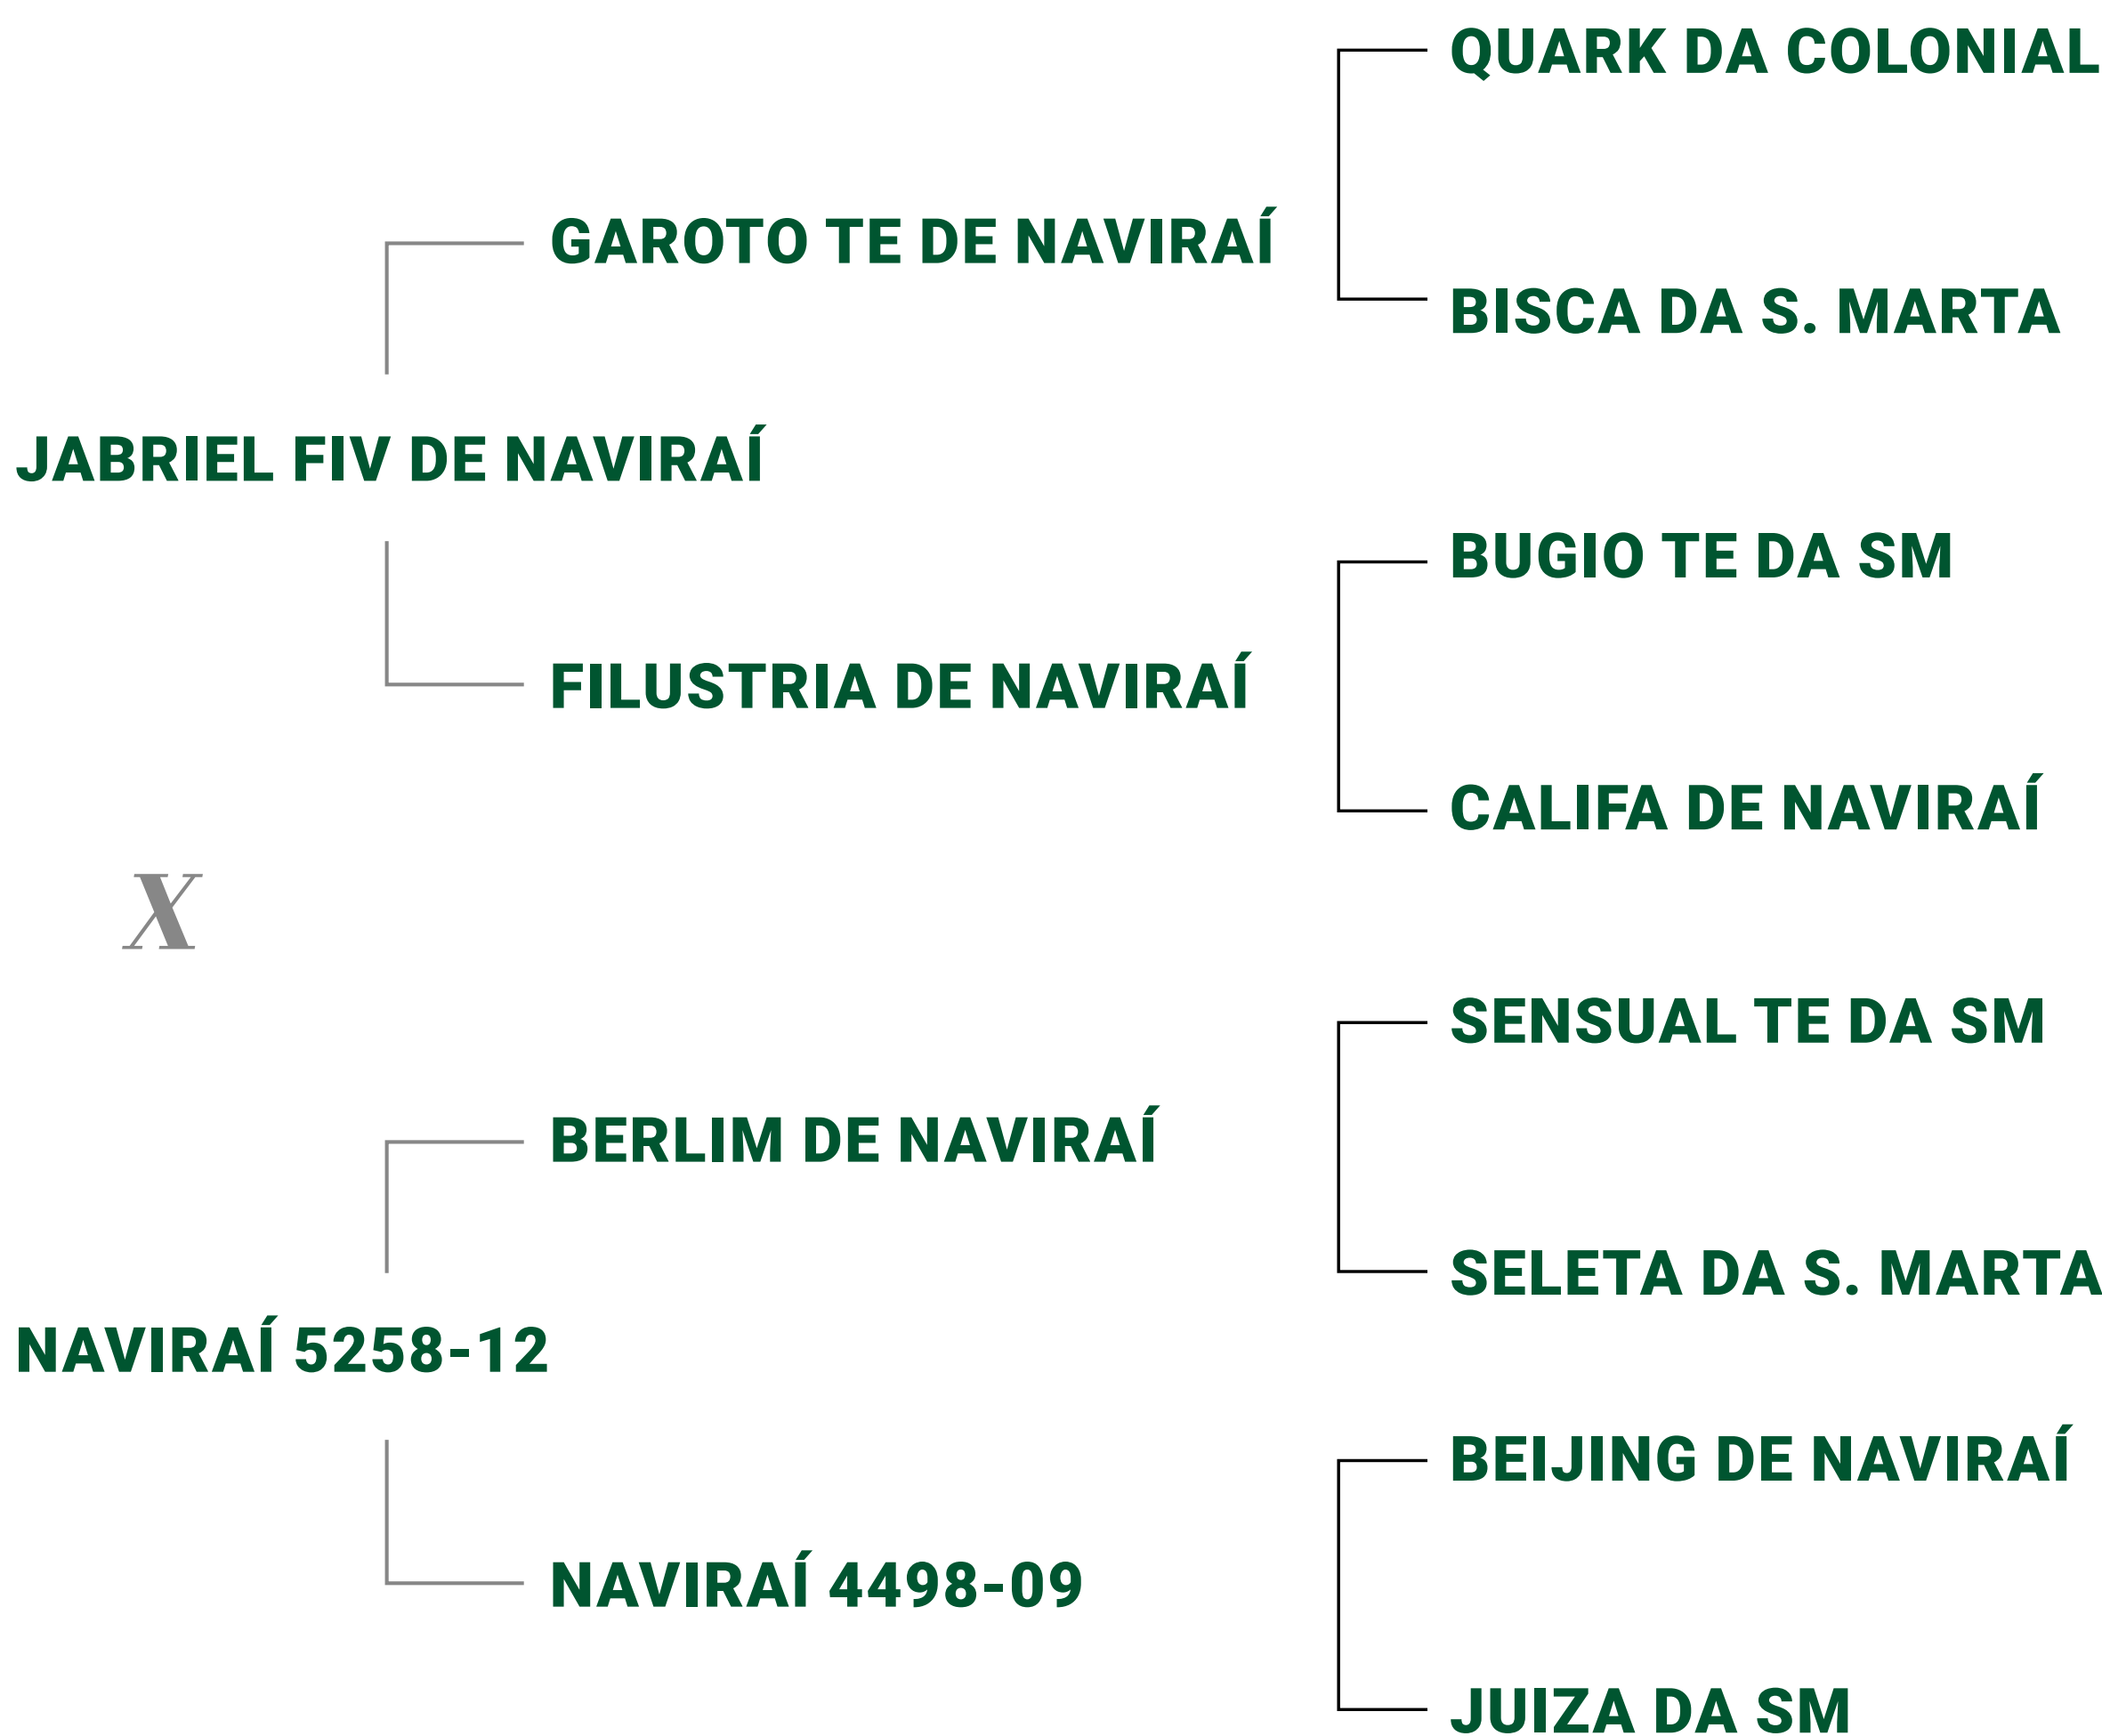 QUARK DA COLONIAL
GAROTO TE DE NAVIRAÍ
BISCA DA S. MARTA
JABRIEL FIV DE NAVIRAÍ
BUGIO TE DA SM
FILUSTRIA DE NAVIRAÍ
CALIFA DE NAVIRAÍ
X
SENSUAL TE DA SM
BERLIM DE NAVIRAÍ
SELETA DA S. MARTA
NAVIRAÍ 5258-12
BEIJING DE NAVIRAÍ
NAVIRAÍ 4498-09
JUIZA DA SM